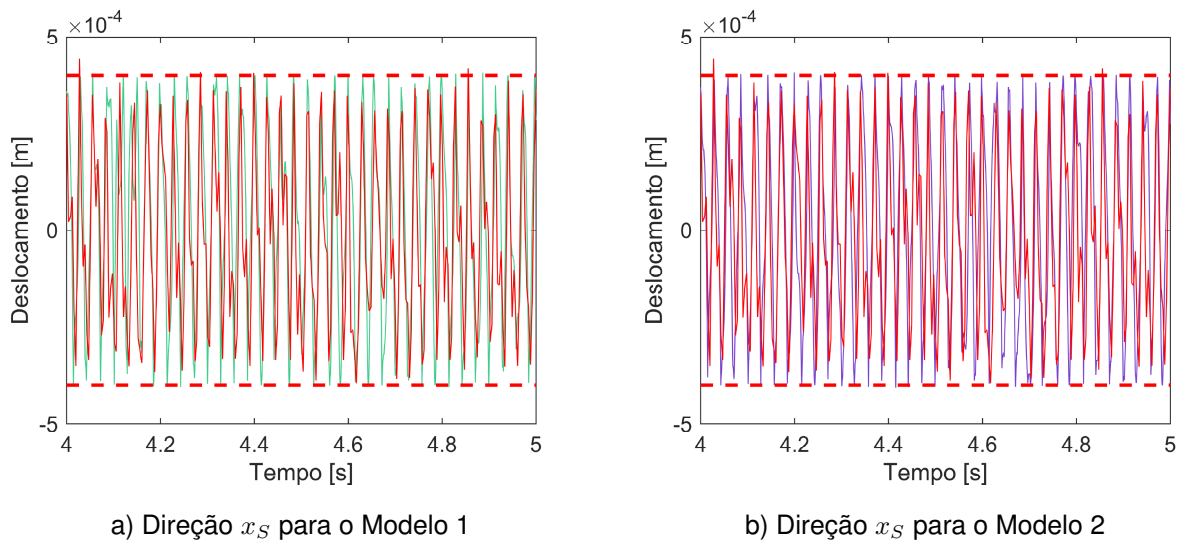 ×10⁻⁴
5
0
-5
Deslocamento [m]
4 4.2 4.4 4.6 4.8 5
Tempo [s]
a) Direção x_S para o Modelo 1
×10⁻⁴
5
0
-5
Deslocamento [m]
4 4.2 4.4 4.6 4.8 5
Tempo [s]
b) Direção x_S para o Modelo 2